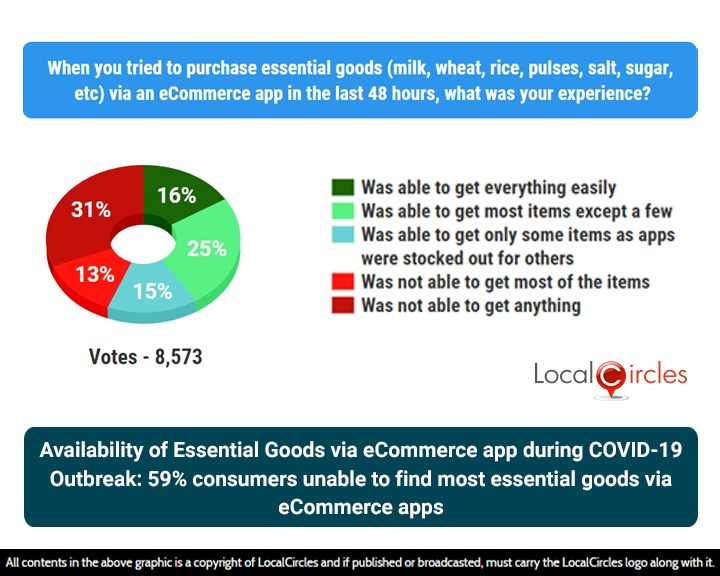 When you tried to purchase essential goods (milk, wheat, rice, pulses, salt, sugar,
etc) via an eCommerce app in the last 48 hours, what was your experience?
16%
31%
25%
13%
15%
Was able to get everything easily
Was able to get most items except a few
Was able to get only some items as apps
were stocked out for others
Was not able to get most of the items
Was not able to get anything
Votes - 8,573
LocalCircles
Availability of Essential Goods via eCommerce app during COVID-19
Outbreak: 59% consumers unable to find most essential goods via
eCommerce apps
All contents in the above graphic is a copyright of LocalCircles and if published or broadcasted, must carry the LocalCircles logo along with it.